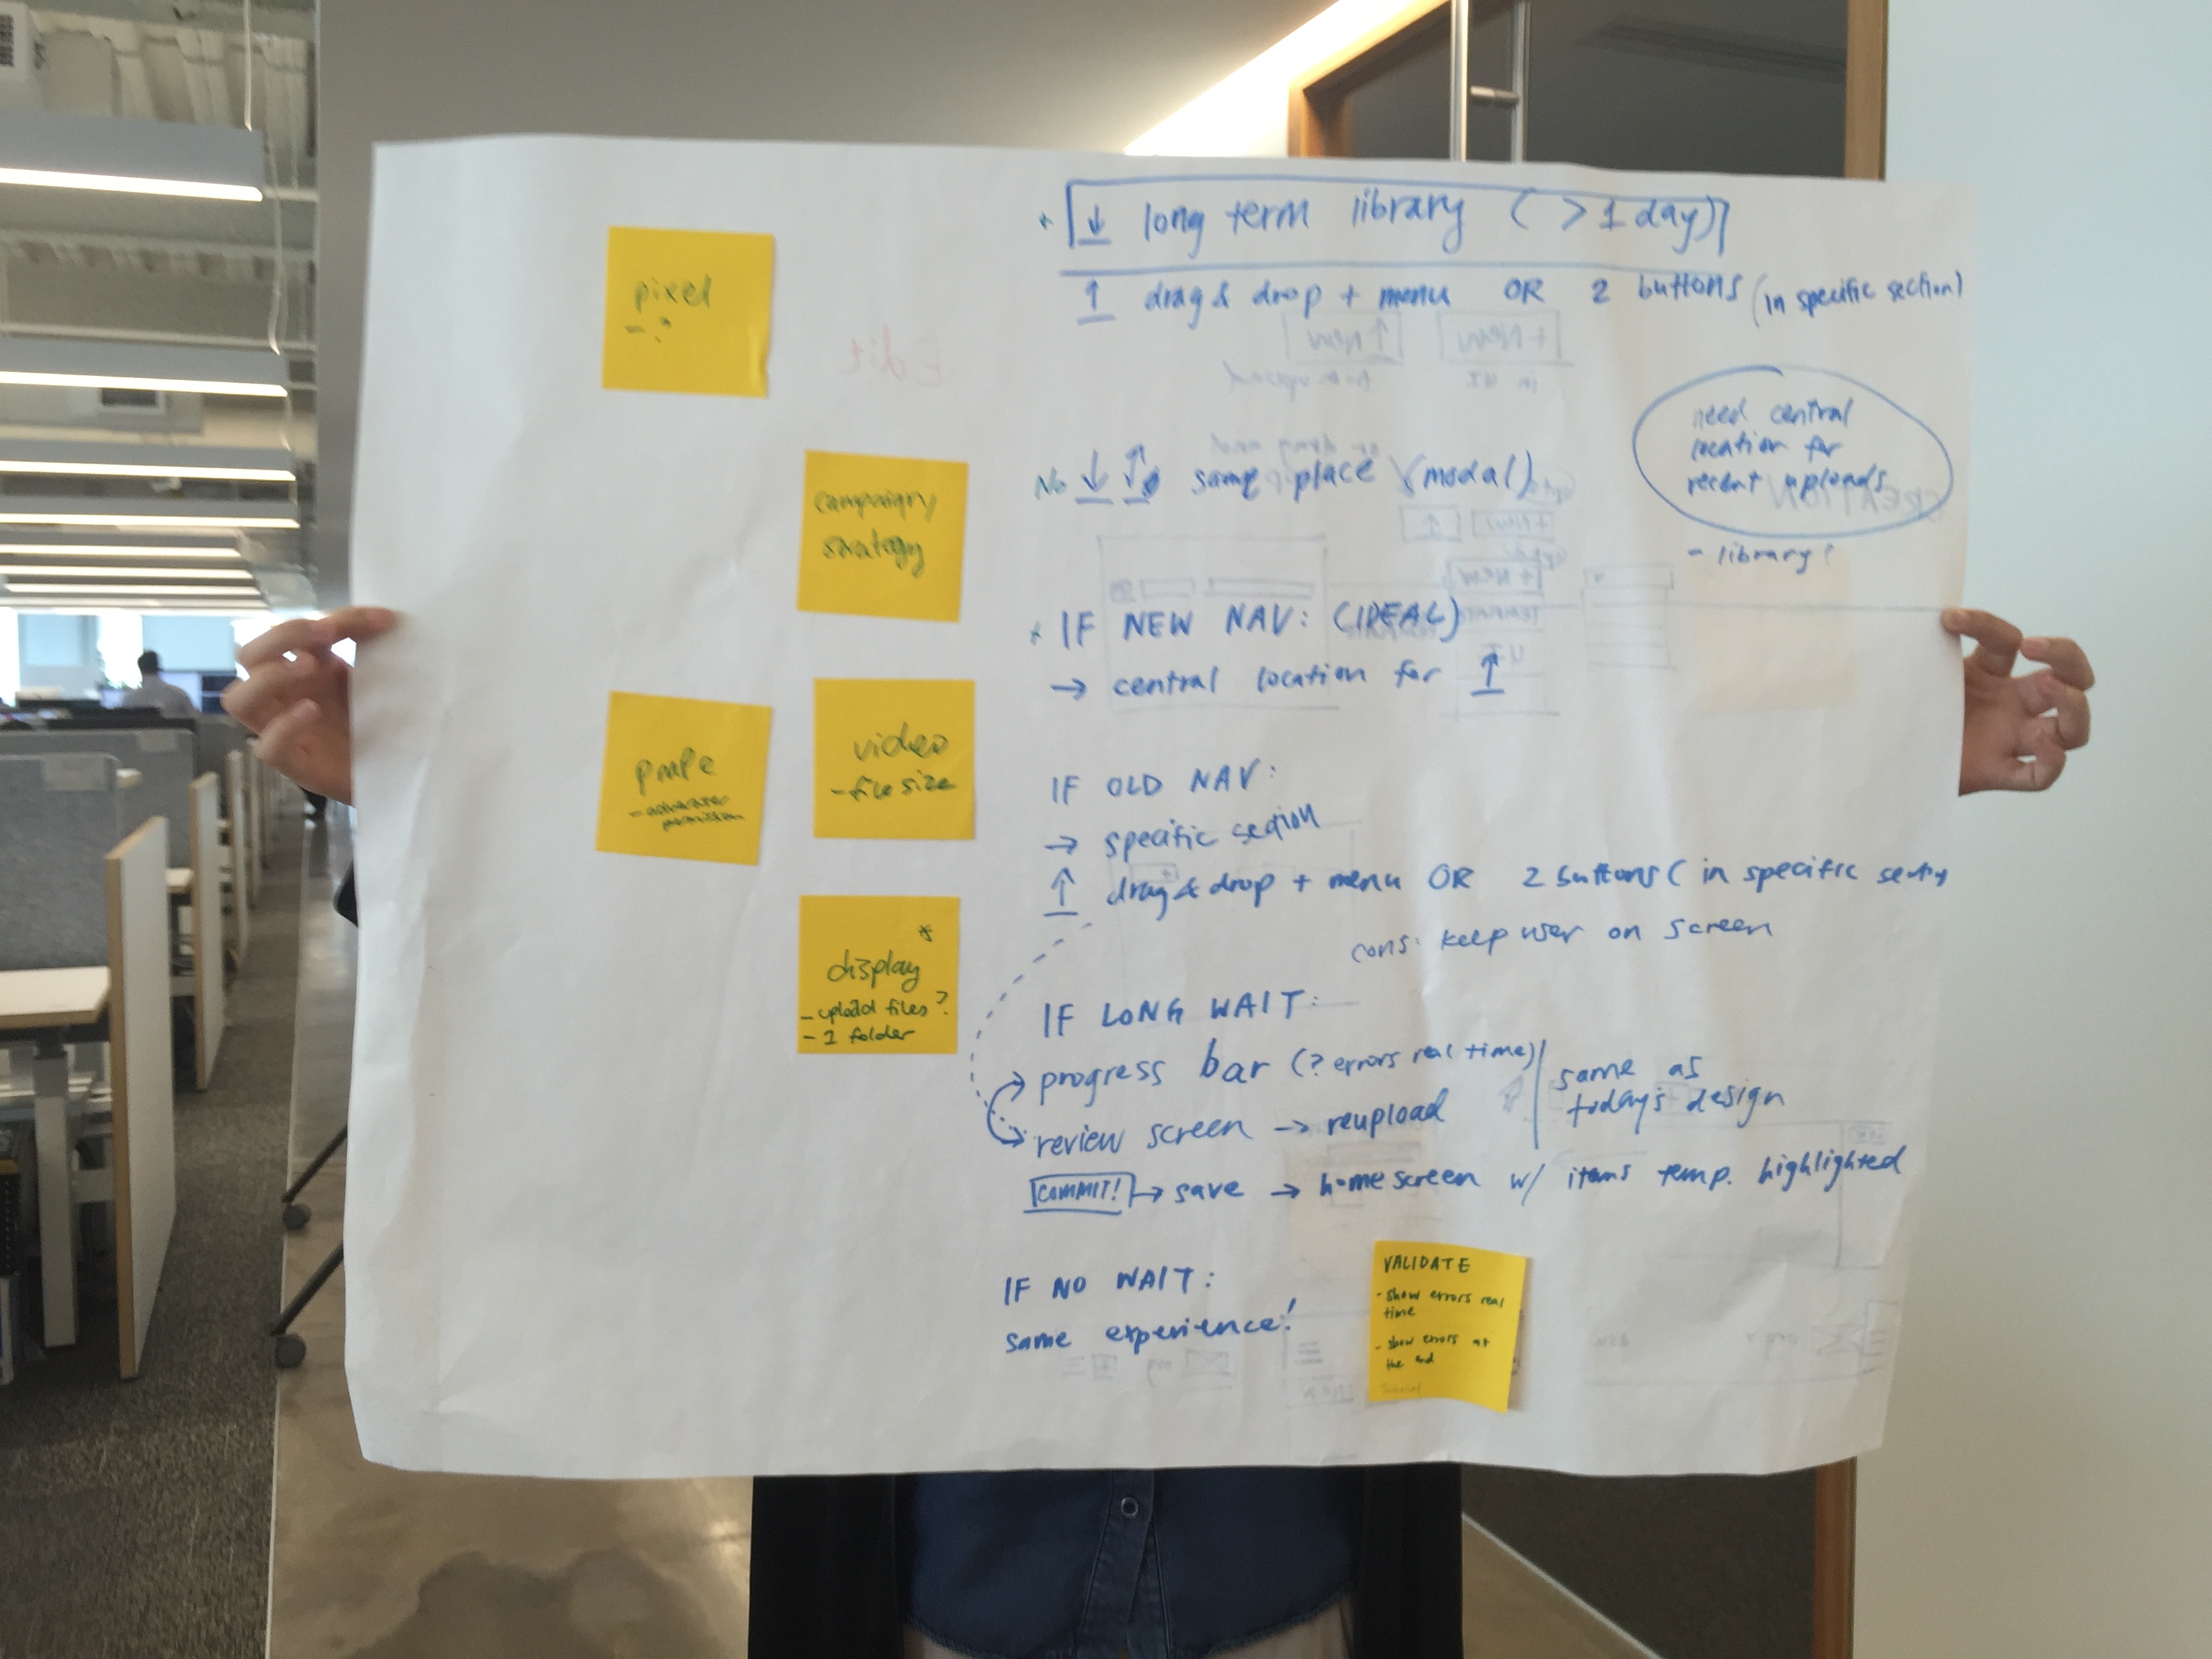 pixel
- ?
campaign
strategy
pmpe
- advertiser
permission
video
- file size
*
display
- upload files?
- 1 folder
* ↓ long term library (>1 day)
↑ drag & drop + menu OR 2 buttons (in specific section)
need central
location for
recent uploads
- library?
No ↓ ↑ same place (modal)
* IF NEW NAV: (IDEAL)
→ central location for ↑
IF OLD NAV:
→ specific section
↑ drag & drop + menu OR 2 buttons (in specific
cons: keep user on screen
IF LONG WAIT:
progress bar (? errors real time)
same as
today's design
review screen → reupload
COMMIT! → save → homescreen w/ items temp. highlighted
IF NO WAIT:
same experience!
VALIDATE
- show errors real
time
- show errors at
the end
Edit